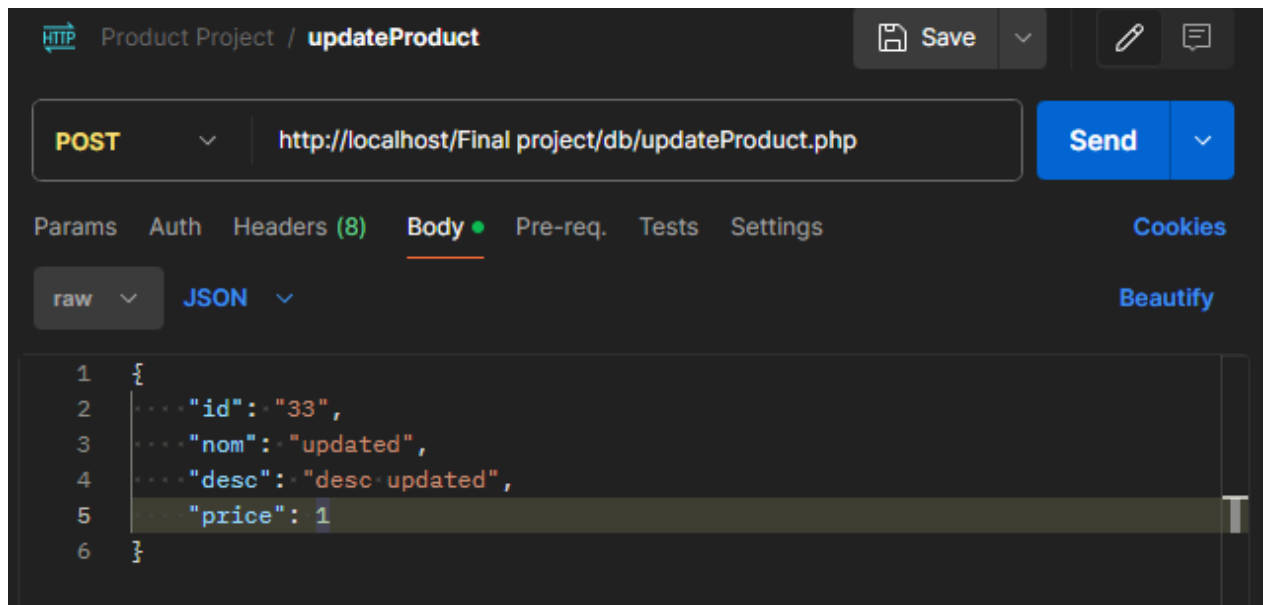 HTTP Product Project / updateProduct Save
POST http://localhost/Final project/db/updateProduct.php Send
Params Auth Headers (8) Body Pre-req. Tests Settings Cookies
raw JSON Beautify
1 {
2 "id": "33",
3 "nom": "updated",
4 "desc": "desc updated",
5 "price": 1
6 }